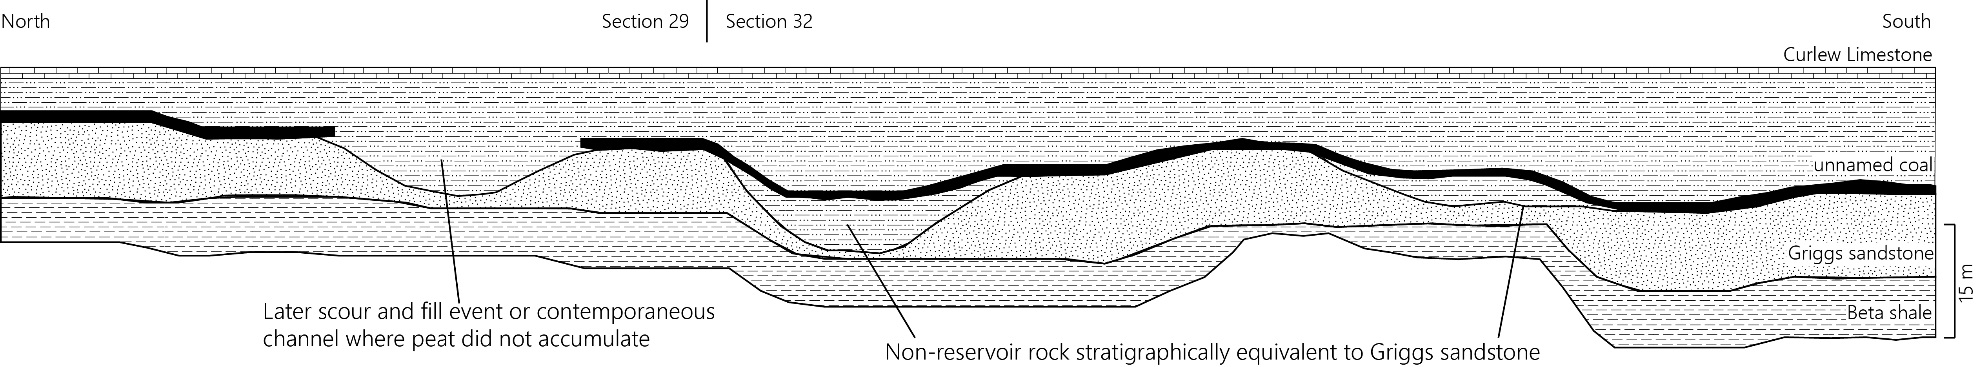 North
Section 29
Section 32
South
Curlew Limestone
unnamed coal
Griggs sandstone
15 m
Beta shale
Later scour and fill event or contemporaneous
channel where peat did not accumulate
Non-reservoir rock stratigraphically equivalent to Griggs sandstone